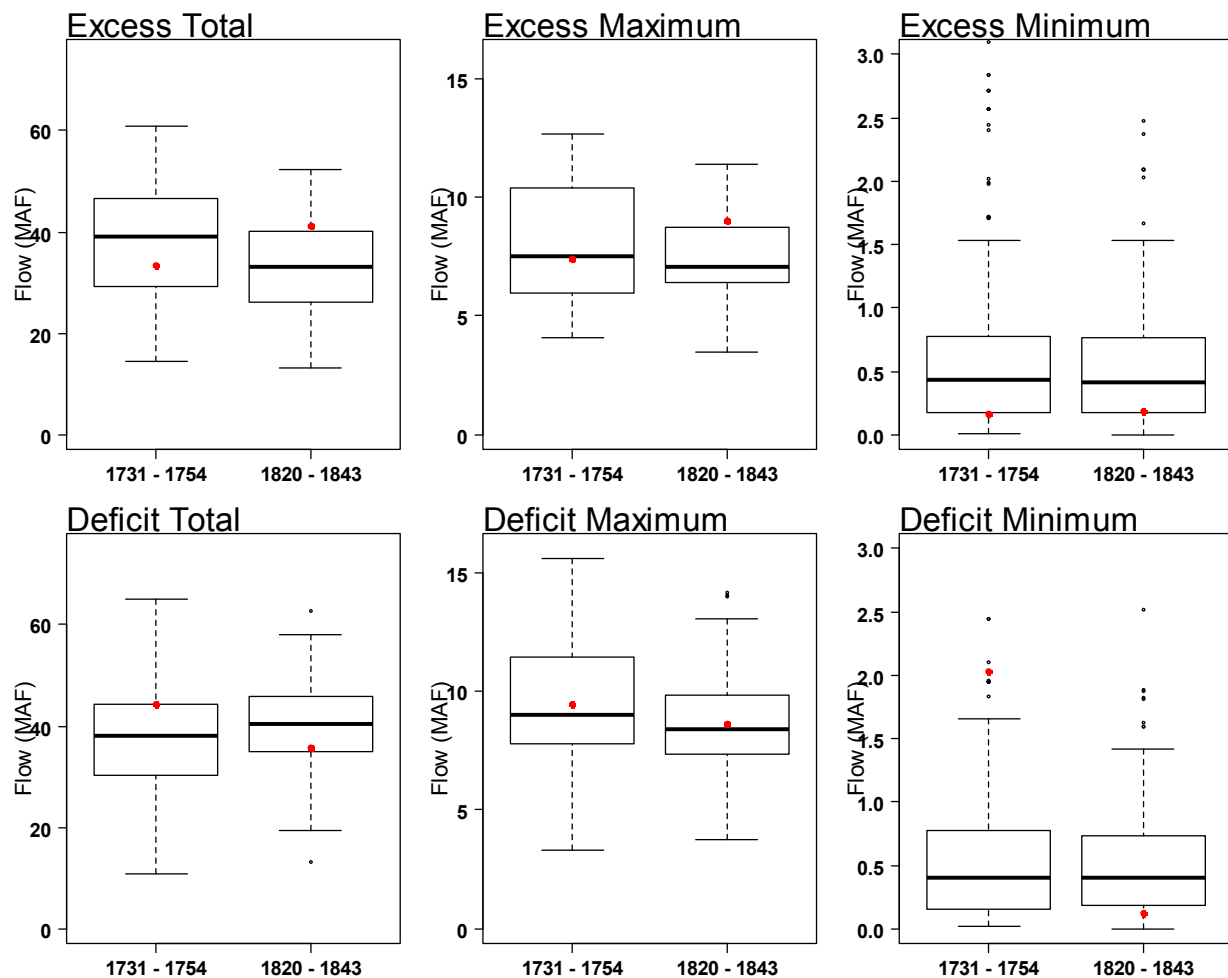 Excess Total
Flow (MAF)
60
40
20
0
1731 - 1754
1820 - 1843
Excess Maximum
Flow (MAF)
15
10
5
0
1731 - 1754
1820 - 1843
Excess Minimum
Flow (MAF)
3.0
2.5
2.0
1.5
1.0
0.5
0.0
1731 - 1754
1820 - 1843
Deficit Total
Flow (MAF)
60
40
20
0
1731 - 1754
1820 - 1843
Deficit Maximum
Flow (MAF)
15
10
5
0
1731 - 1754
1820 - 1843
Deficit Minimum
Flow (MAF)
3.0
2.5
2.0
1.5
1.0
0.5
0.0
1731 - 1754
1820 - 1843